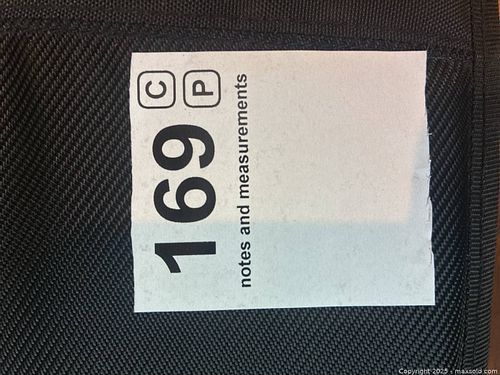 169
C
P
notes and measurements
Copyright 2025 - maxsold.com